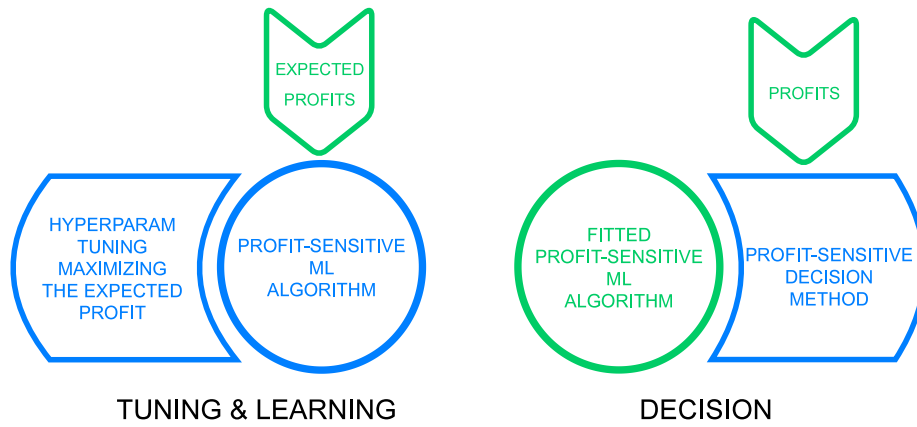 EXPECTED
PROFITS
HYPERPARAM
TUNING
MAXIMIZING
THE EXPECTED
PROFIT
PROFIT-SENSITIVE
ML
ALGORITHM
TUNING & LEARNING
PROFITS
FITTED
PROFIT-SENSITIVE
ML
ALGORITHM
PROFIT-SENSITIVE
DECISION
METHOD
DECISION